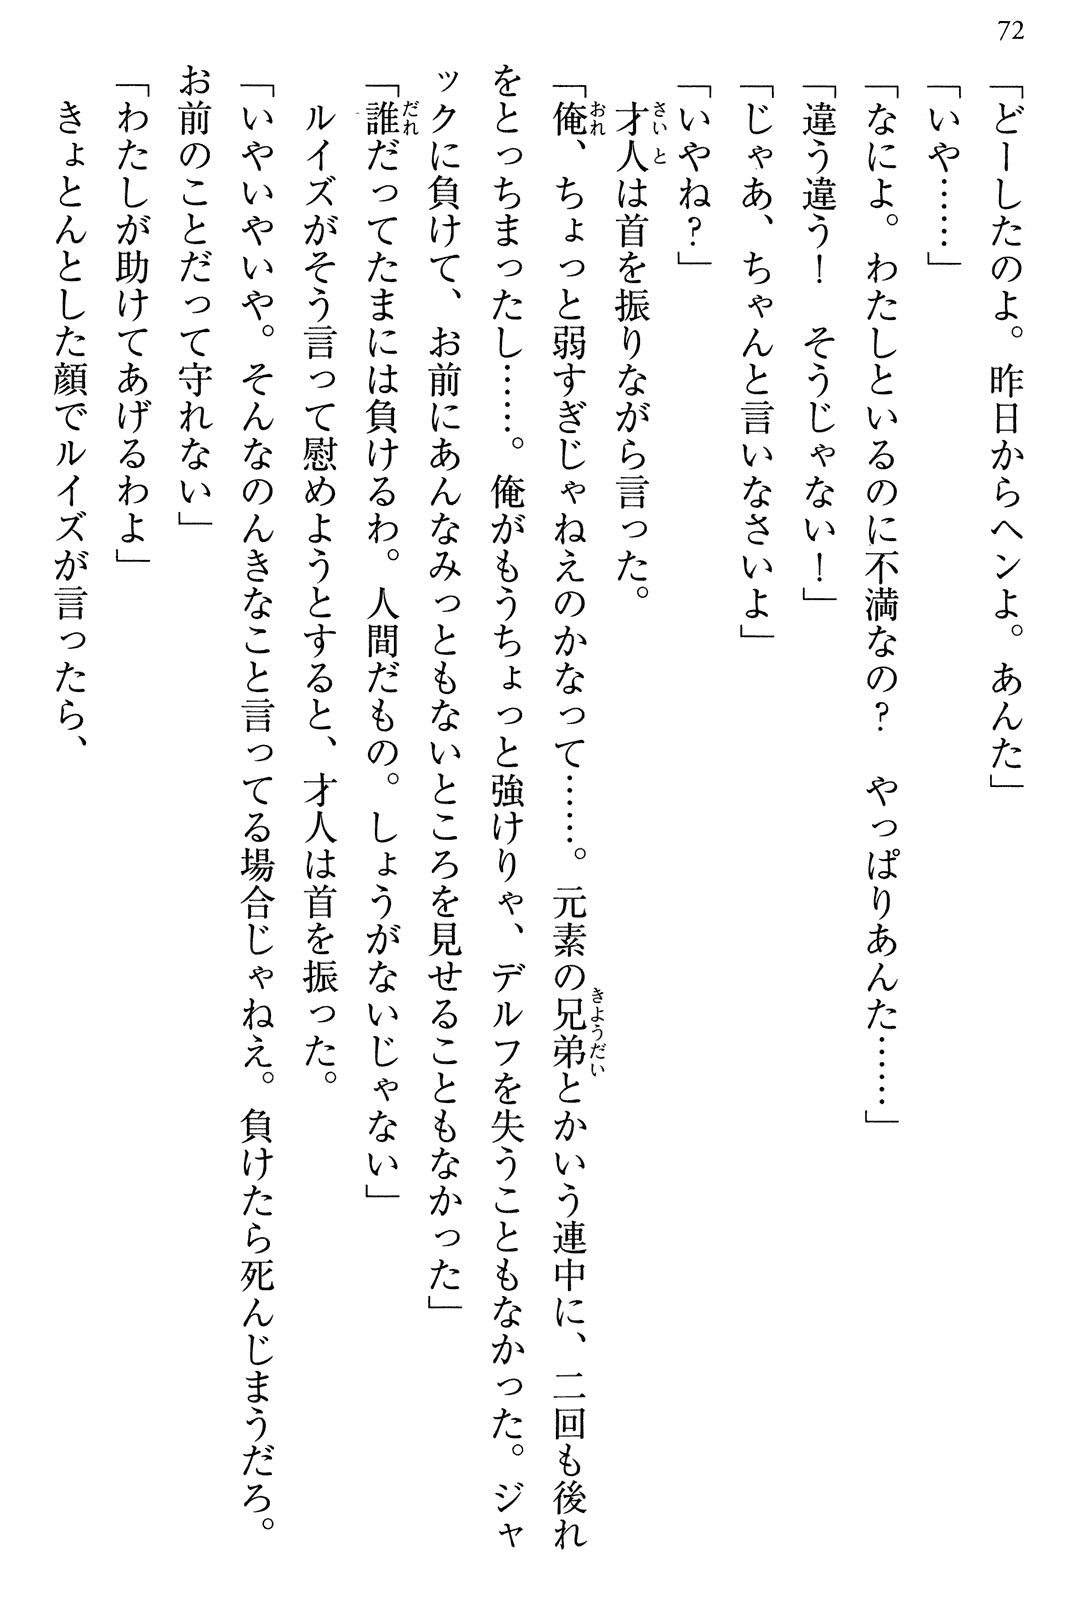 72
「どーしたのよ。昨日からヘンよ。あんた」
「いや……」
「なによ。わたしといるのに不満なの？　やっぱりあんた……」
「違う違う！　そうじゃない！」
「じゃあ、ちゃんと言いなさいよ」
「いやね？」
　才人は首を振りながら言った。
「俺、ちょっと弱すぎじゃねえのかなって……。元素の兄弟とかいう連中に、二回も後れ
をとっちまったし……。俺がもうちょっと強けりゃ、デルフを失うこともなかった。ジャ
ックに負けて、お前にあんなみっともないところを見せることもなかった」
「誰だってたまには負けるわ。人間だもの。しょうがないじゃない」
　ルイズがそう言って慰めようとすると、才人は首を振った。
「いやいやいや。そんなのんきなこと言ってる場合じゃねえ。負けたら死んじまうだろ。
お前のことだって守れない」
「わたしが助けてあげるわよ」
　きょとんとした顔でルイズが言ったら、